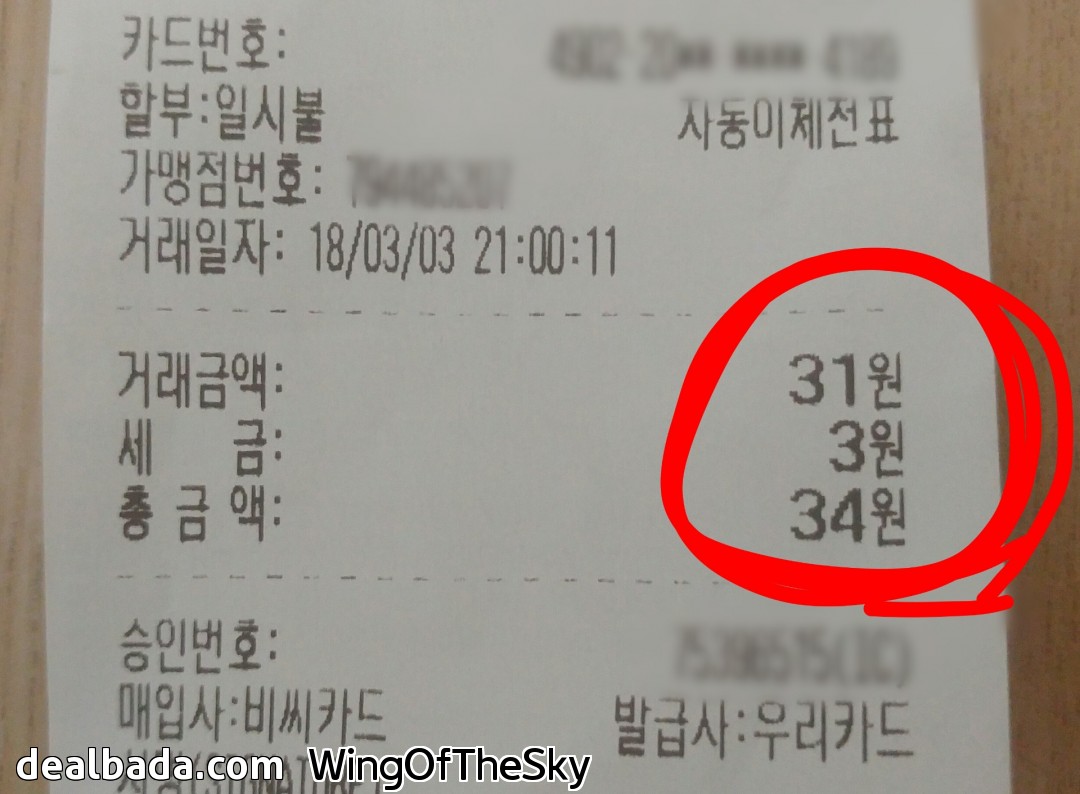 카드번호:
할부:일시불 자동이체전표
가맹점번호:
거래일자: 18/03/03 21:00:11
거래금액: 31원
세 금: 3원
총 금 액: 34원
승인번호:
매입사:비씨카드 발급사:우리카드
dealbada.com WingOfTheSky